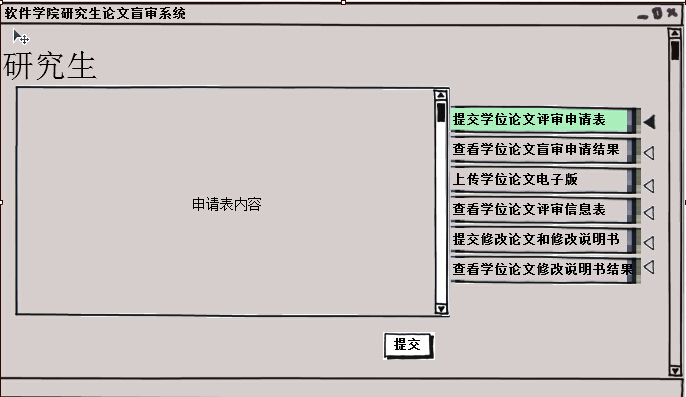 软件学院研究生论文盲审系统
研究生
提交学位论文评审申请表
查看学位论文盲审申请结果
上传学位论文电子版
申请表内容
查看学位论文评审信息表
提交修改论文和修改说明书
查看学位论文修改说明书结果
提交